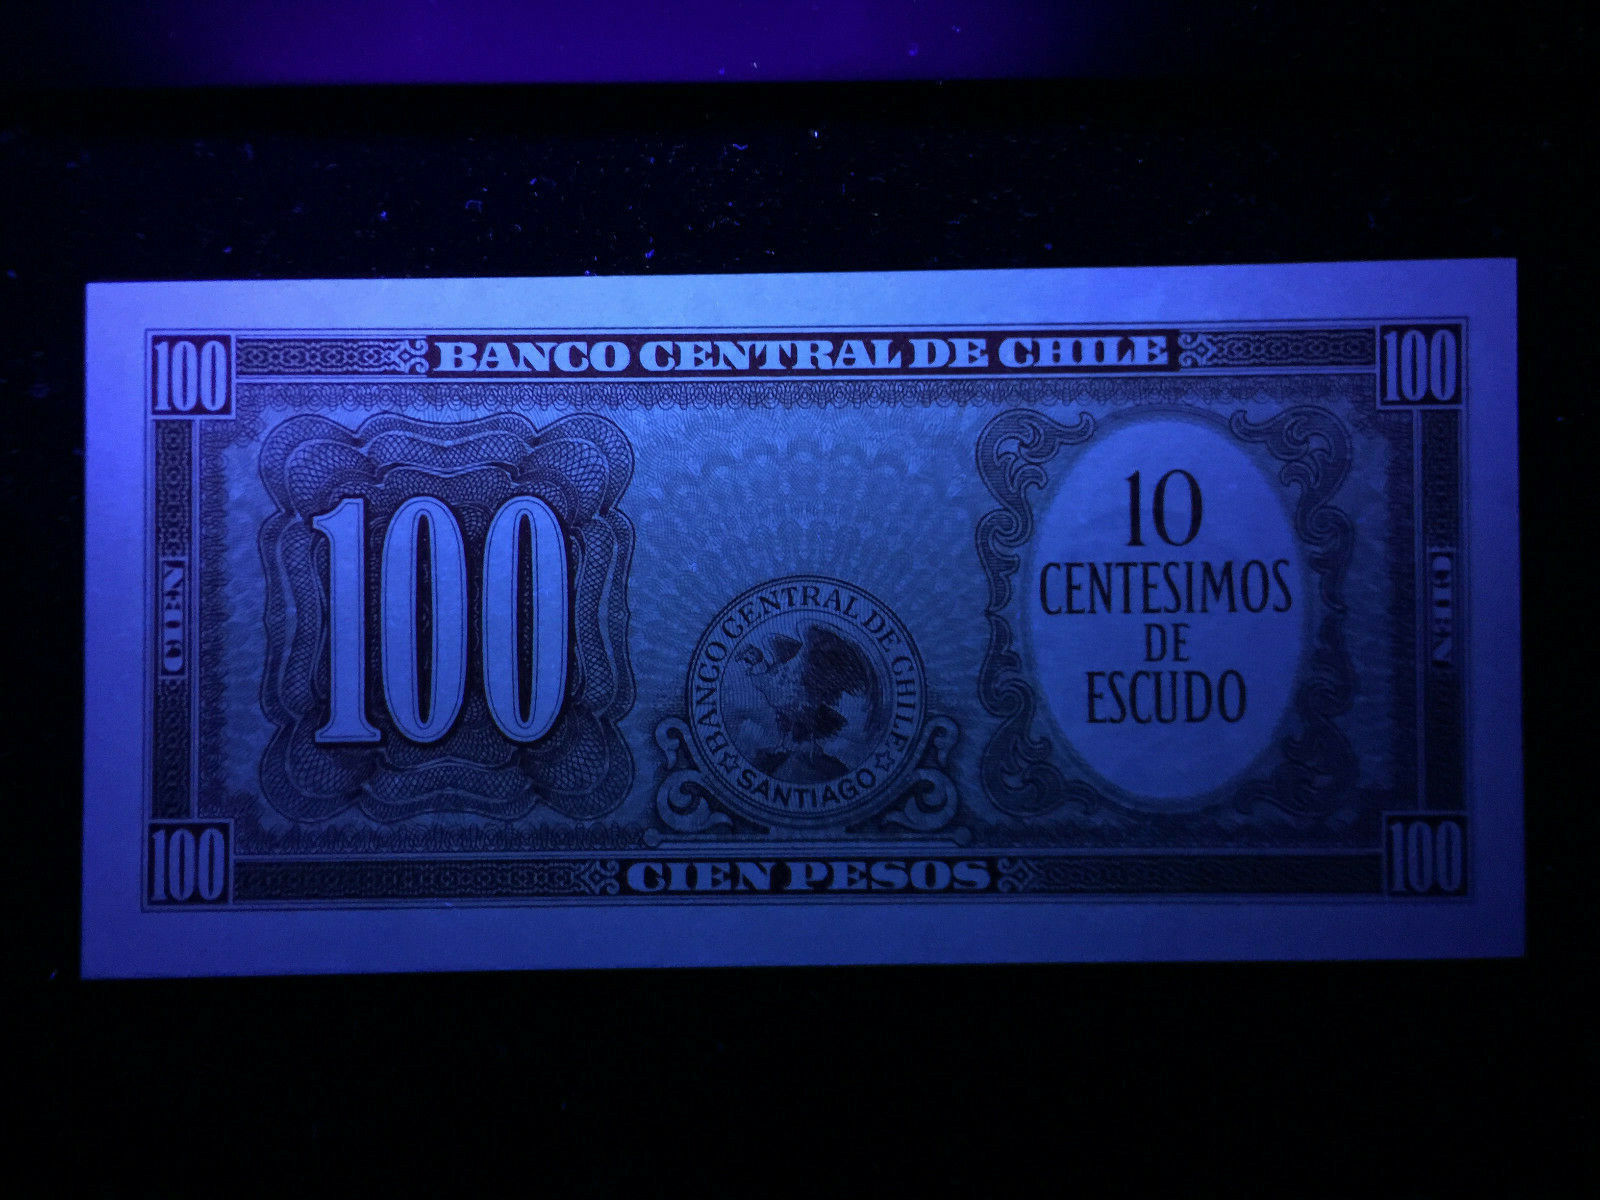 100 BANCO CENTRAL DE CHILE 100
CIEN
100
BANCO CENTRAL DE CHILE
SANTIAGO
10
CENTESIMOS
DE
ESCUDO
CIEN
100 CIEN PESOS 100